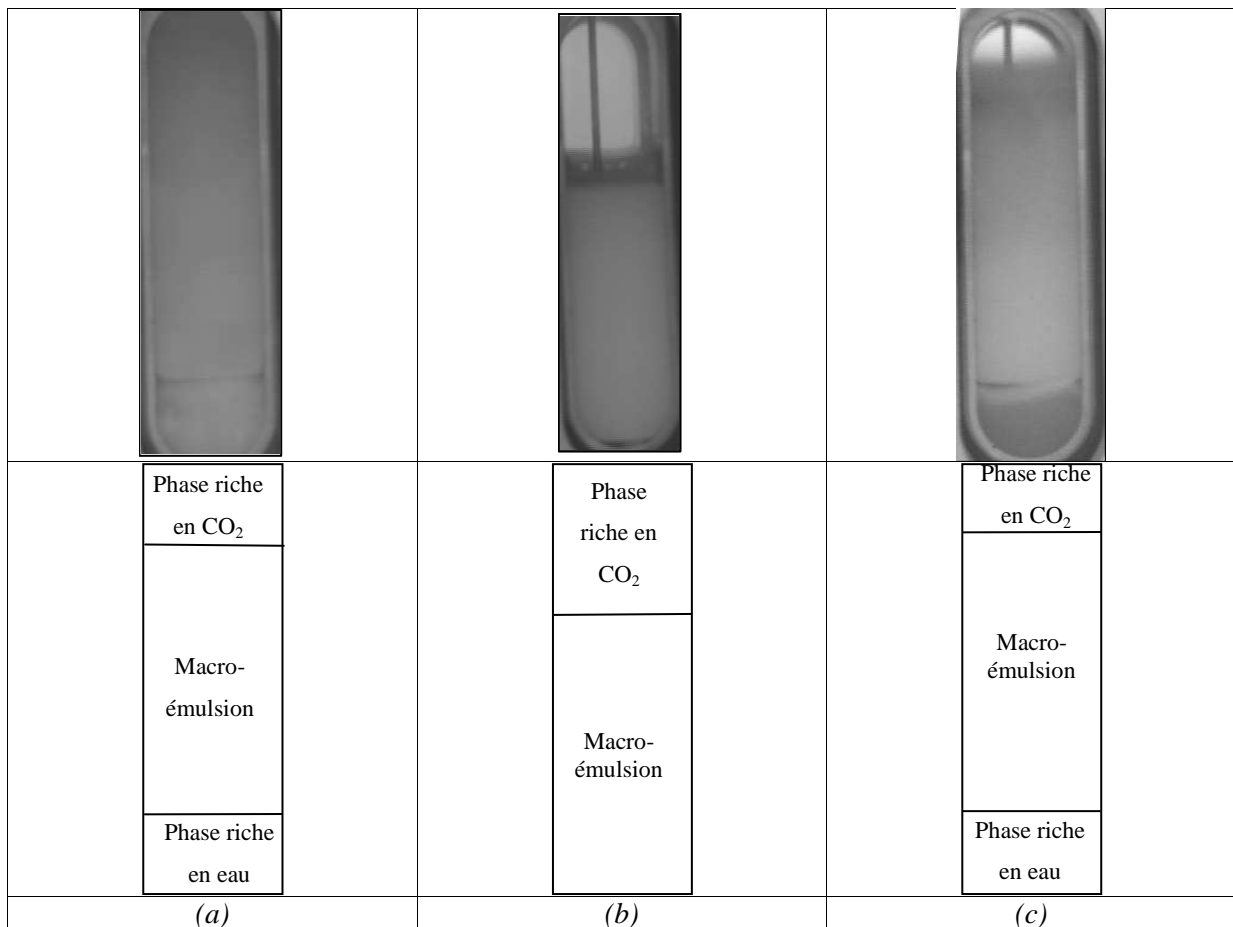 Phase riche
en CO₂
Macro-
émulsion
Phase riche
en eau
Phase
riche en
CO₂
Macro-
émulsion
Phase riche
en CO₂
Macro-
émulsion
Phase riche
en eau
(a)
(b)
(c)